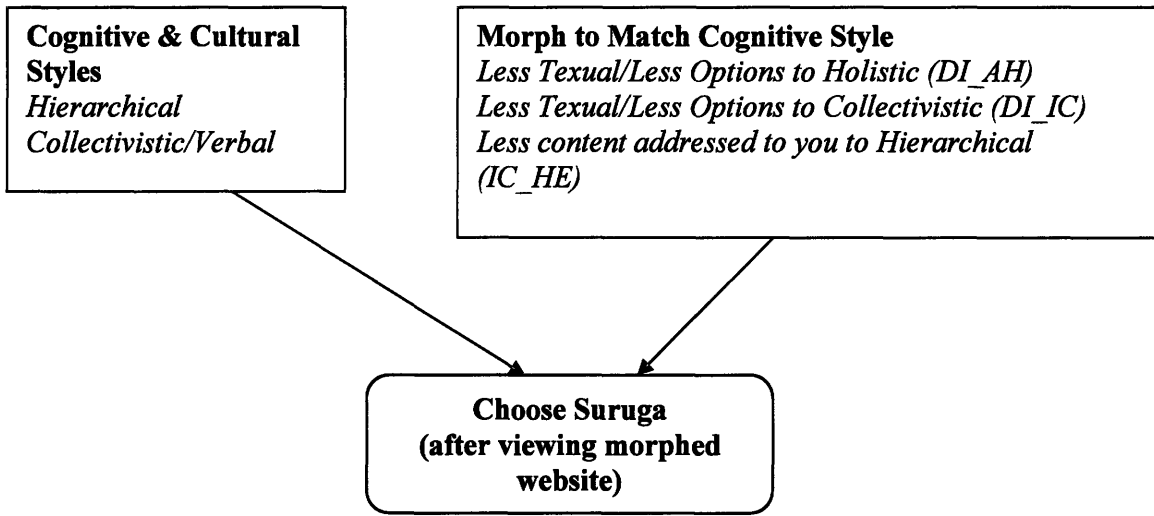 Cognitive & Cultural
Styles
Hierarchical
Collectivistic/Verbal
Morph to Match Cognitive Style
Less Texual/Less Options to Holistic (DI_AH)
Less Texual/Less Options to Collectivistic (DI_IC)
Less content addressed to you to Hierarchical
(IC_HE)
Choose Suruga
(after viewing morphed
website)